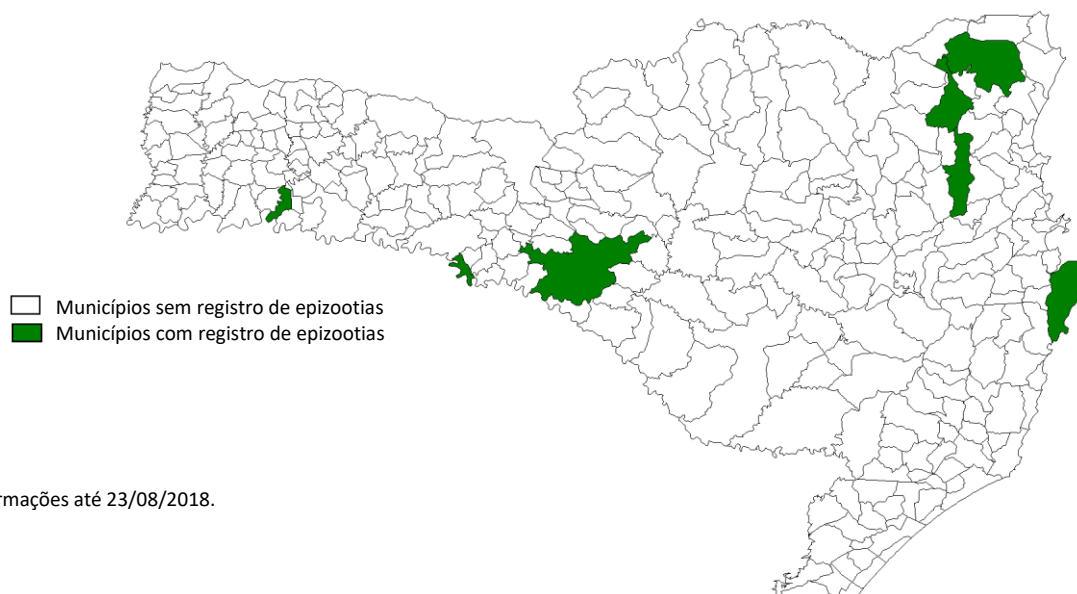 Municípios sem registro de epizootias
Municípios com registro de epizootias
rmações até 23/08/2018.